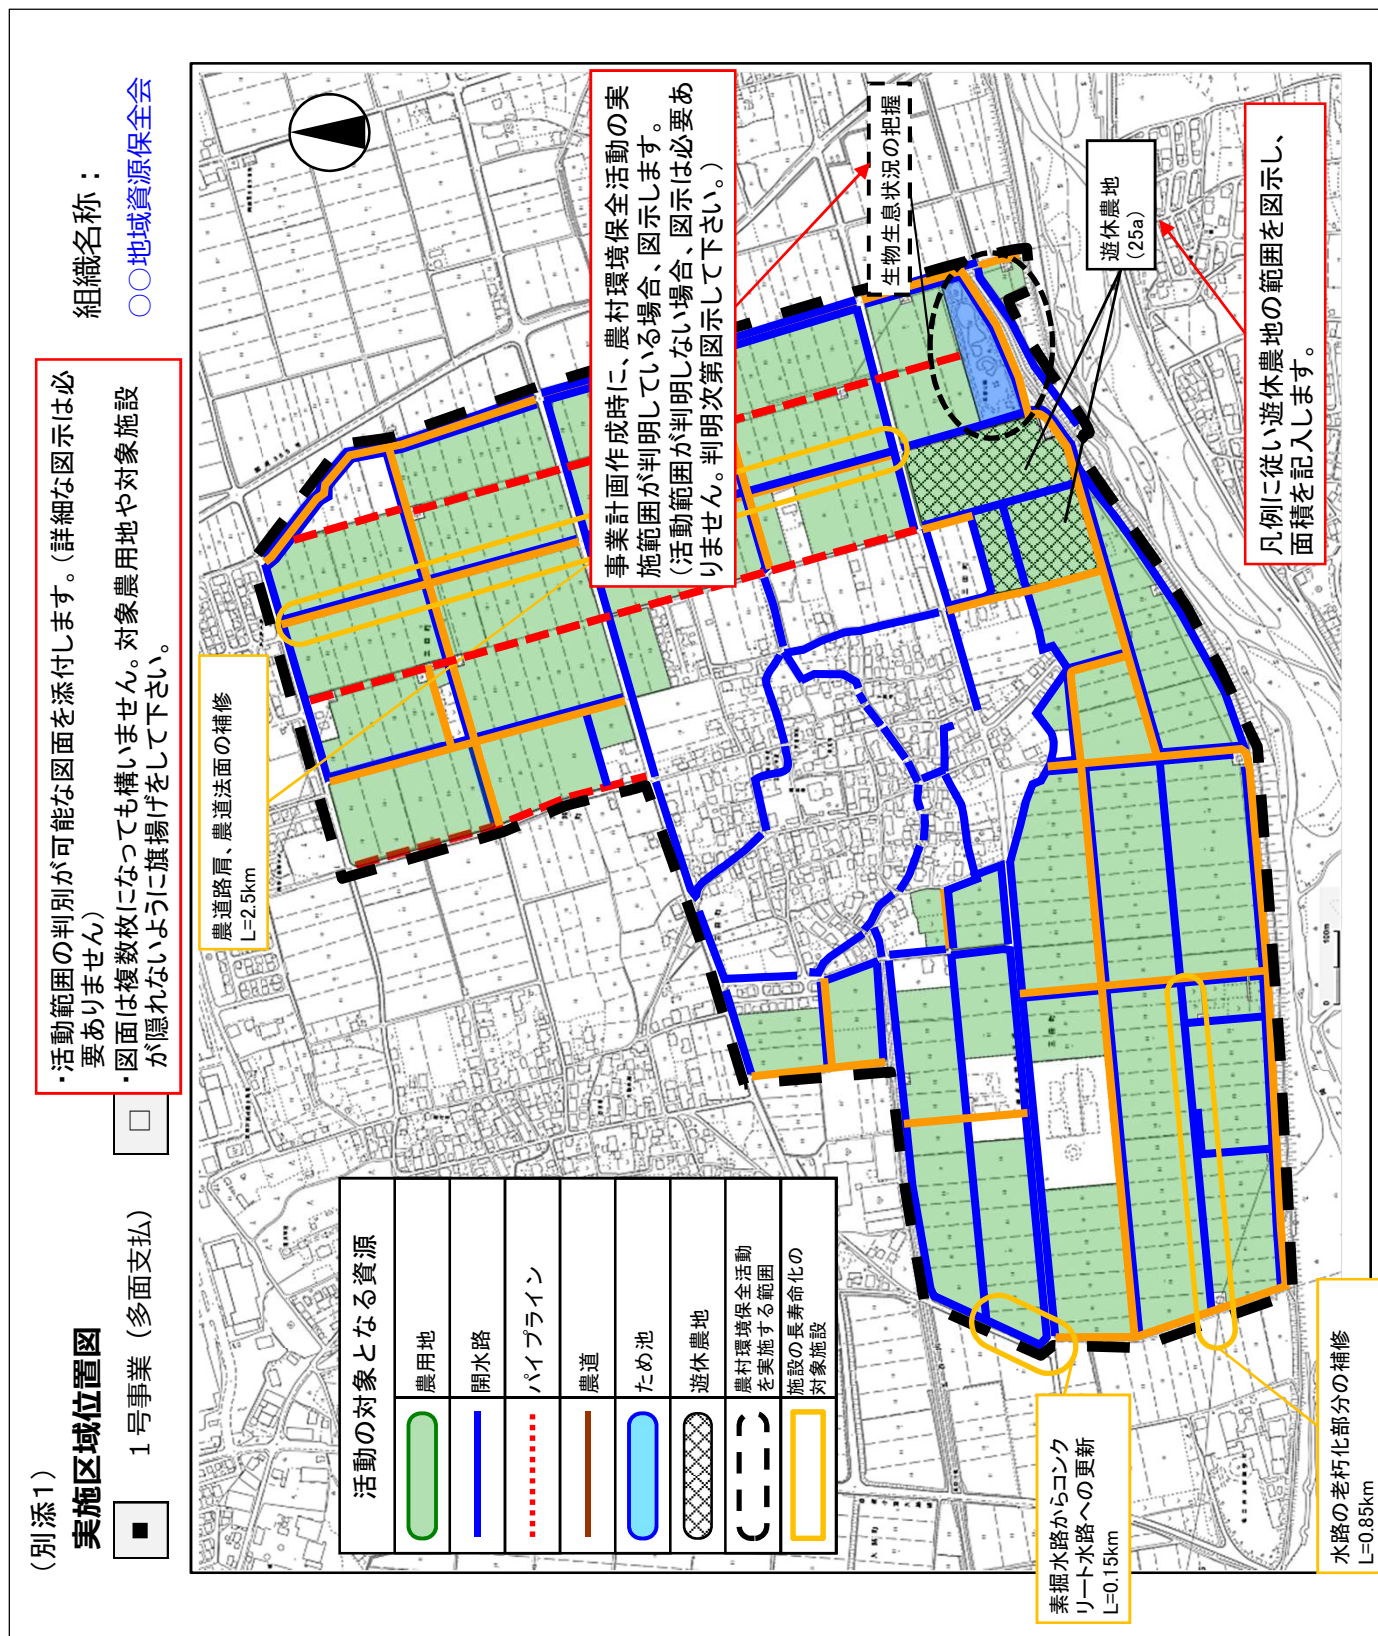 （別添１）
実施区域位置図
■
１号事業（多面支払）
□
組織名称：
○○地域資源保全会
・活動範囲の判別が可能な図面を添付します。（詳細な図示は必
要ありません）
・図面は複数枚になっても構いません。対象農用地や対象施設
が隠れないように旗揚げをして下さい。
農道路肩、農道法面の補修
L=2.5km
事業計画作成時に、農村環境保全活動の実
施範囲が判明している場合、図示します。
（活動範囲が判明しない場合、図示は必要あ
りません。判明次第図示して下さい。）
生物生息状況の把握
遊休農地
（25a）
凡例に従い遊休農地の範囲を図示し、
面積を記入します。
活動の対象となる資源
農用地
開水路
パイプライン
農道
ため池
遊休農地
農村環境保全活動
を実施する範囲
施設の長寿命化の
対象施設
素掘水路からコンク
リート水路への更新
L=0.15km
水路の老朽化部分の補修
L=0.85km
0
100m